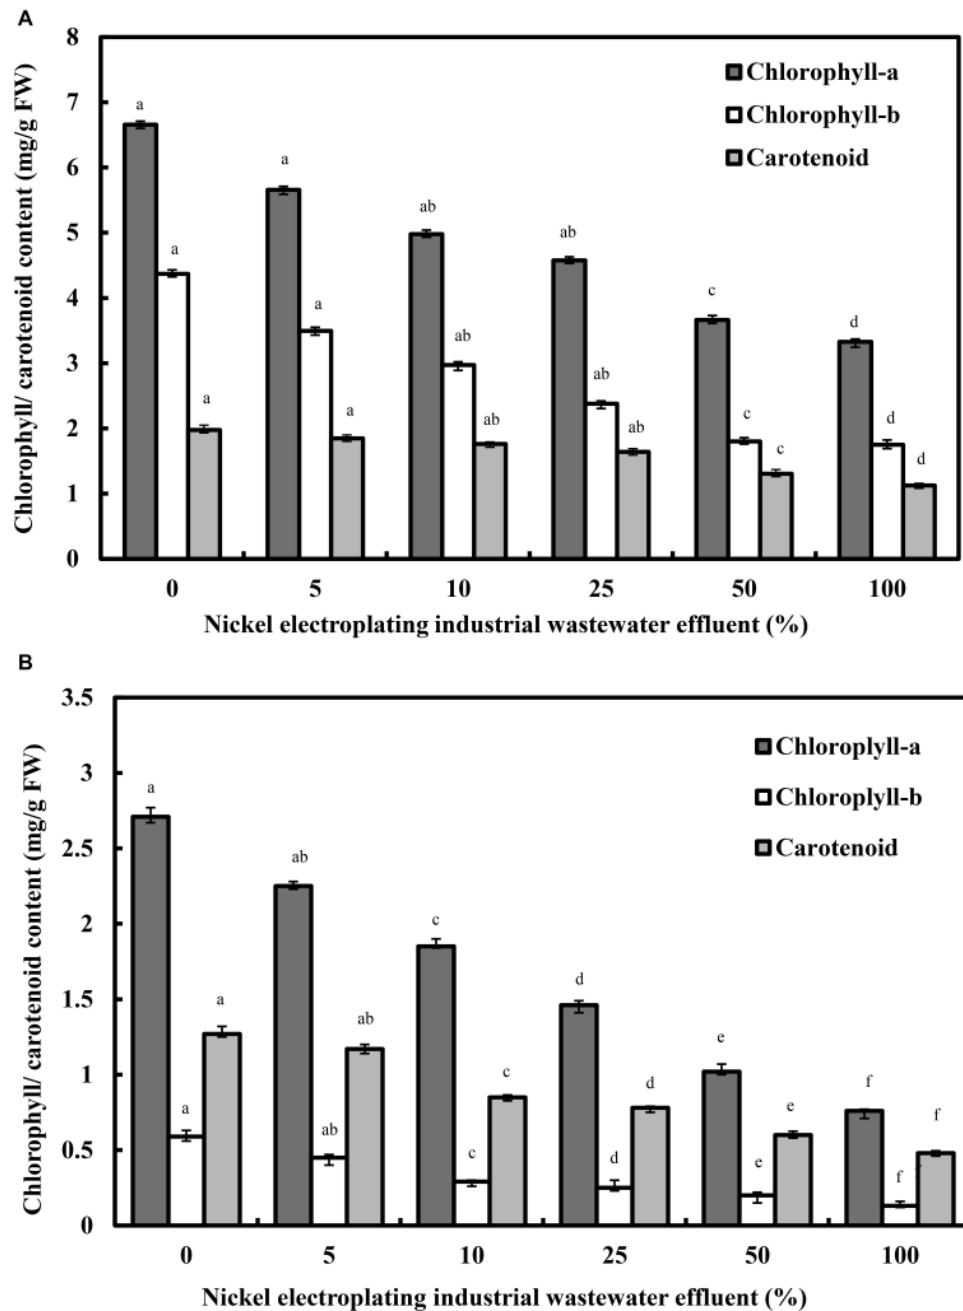 A
Chlorophyll/ carotenoid content (mg/g FW)
8
7
6
5
4
3
2
1
0
Chlorophyll-a
Chlorophyll-b
Carotenoid
a
a
a
a
a
a
ab
ab
ab
ab
ab
ab
c
c
c
d
d
d
0
5
10
25
50
100
Nickel electroplating industrial wastewater effluent (%)
B
Chlorophyll/ carotenoid content (mg/g FW)
3.5
3
2.5
2
1.5
1
0.5
0
Chloroplyll-a
Chloroplyll-b
Carotenoid
a
a
a
ab
ab
ab
c
c
c
d
d
d
e
e
e
f
f
f
0
5
10
25
50
100
Nickel electroplating industrial wastewater effluent (%)